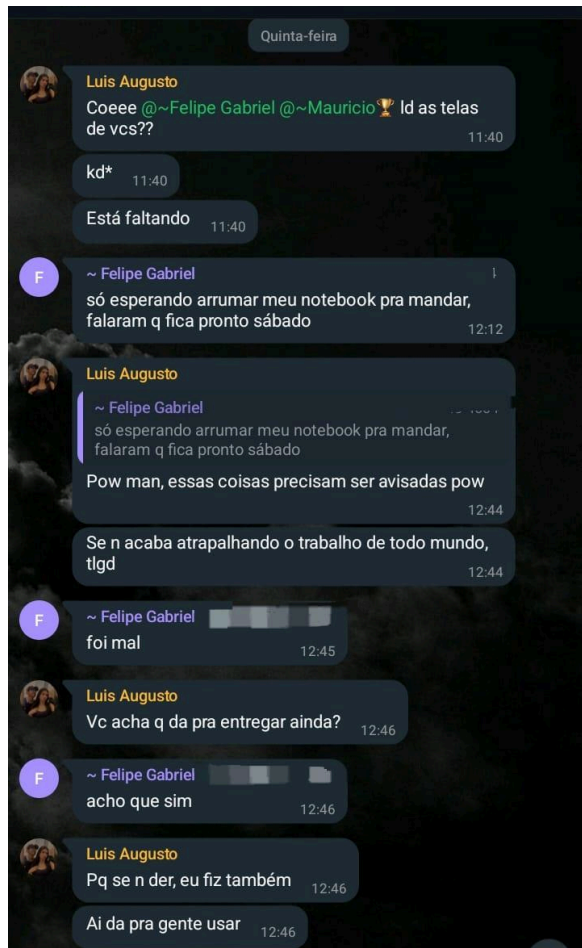 Quinta-feira
Luis Augusto
Coeee @~Felipe Gabriel @~Mauricio🏆 ld as telas
de vcs??
11:40
kd*
11:40
Está faltando
11:40
F
~ Felipe Gabriel
só esperando arrumar meu notebook pra mandar,
falaram q fica pronto sábado
12:12
Luis Augusto
~ Felipe Gabriel
só esperando arrumar meu notebook pra mandar,
falaram q fica pronto sábado
Pow man, essas coisas precisam ser avisadas pow
12:44
Se n acaba atrapalhando o trabalho de todo mundo,
tlgd
12:44
F
~ Felipe Gabriel
foi mal
12:45
Luis Augusto
Vc acha q da pra entregar ainda?
12:46
F
~ Felipe Gabriel
acho que sim
12:46
Luis Augusto
Pq se n der, eu fiz também
12:46
Ai da pra gente usar
12:46